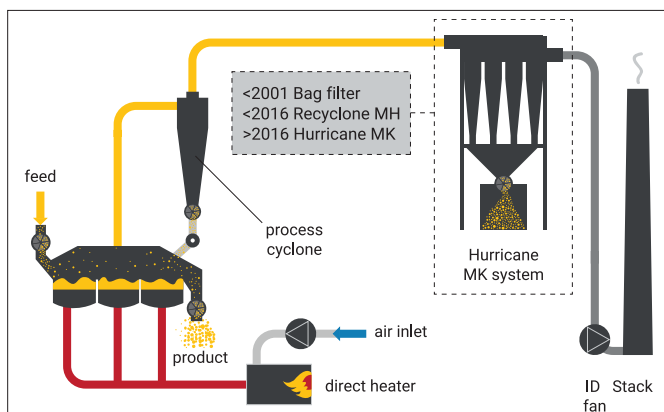 <2001 Bag filter
<2016 Recyclone MH
>2016 Hurricane MK
feed
process
cyclone
Hurricane
MK system
product
air inlet
direct heater
ID
fan
Stack